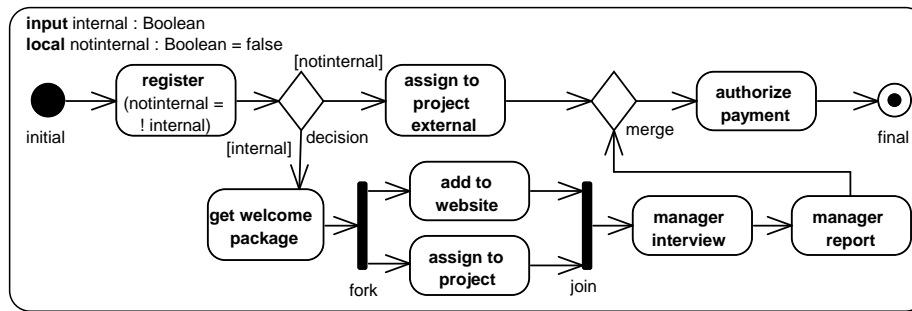 input internal : Boolean
local notinternal : Boolean = false
[notinternal]
register
(notinternal =
! internal)
assign to
project
external
authorize
payment
initial
decision
merge
final
[internal]
get welcome
package
add to
website
manager
interview
manager
report
assign to
project
fork
join